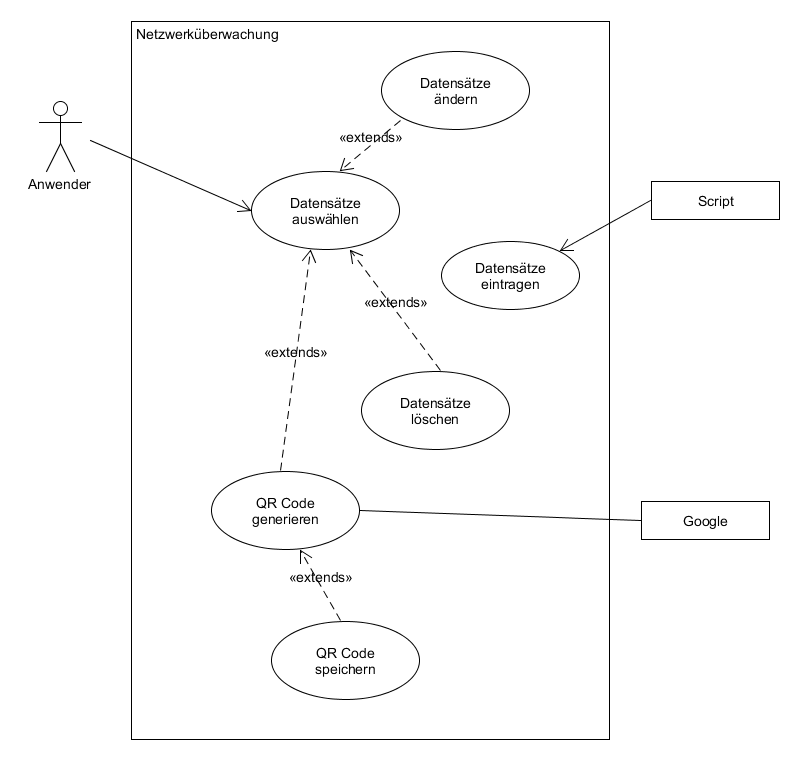 Netzwerküberwachung
Datensätze
ändern
«extends»
Anwender
Datensätze
auswählen
Script
Datensätze
eintragen
«extends»
«extends»
Datensätze
löschen
QR Code
generieren
Google
«extends»
QR Code
speichern